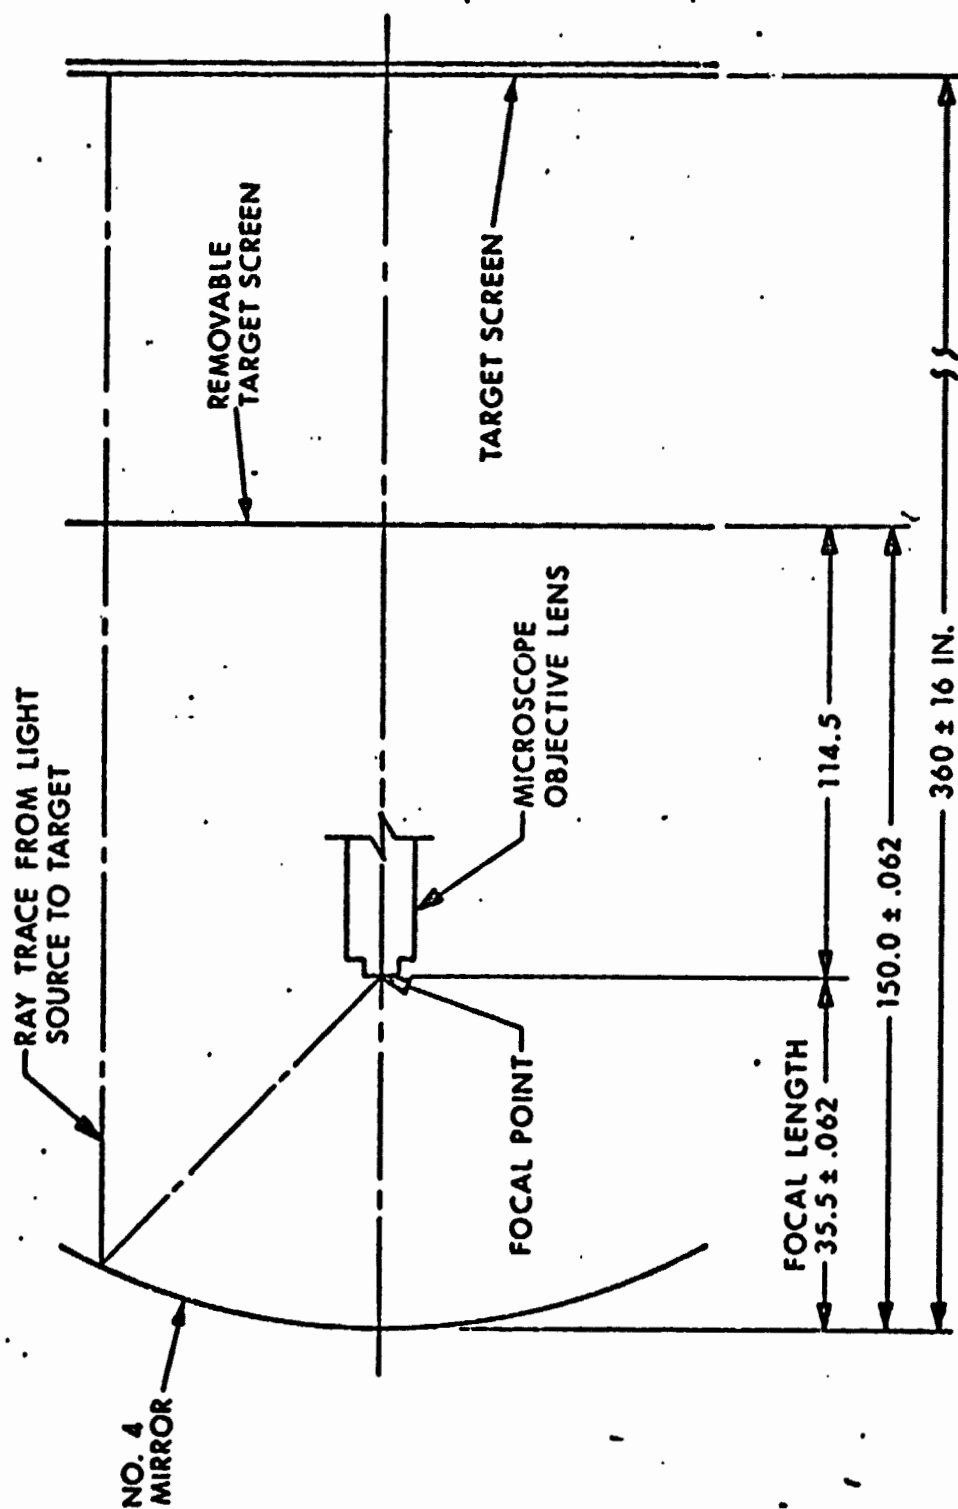 NO. 4
MIRROR
RAY TRACE FROM LIGHT
SOURCE TO TARGET
REMOVABLE
TARGET SCREEN
TARGET SCREEN
MICROSCOPE
OBJECTIVE LENS
FOCAL POINT
FOCAL LENGTH
35.5 ± .062
114.5
150.0 ± .062
360 ± 16 IN.